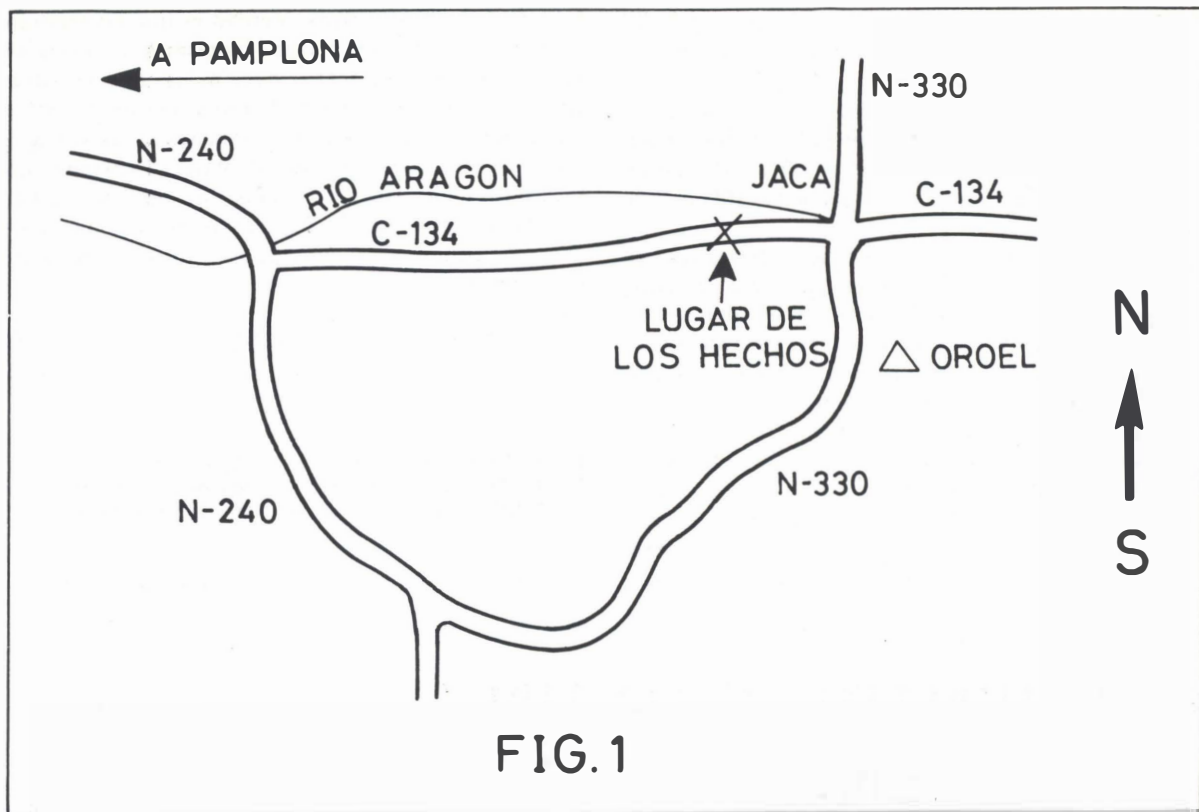 A PAMPLONA
N-330
N-240
RIO ARAGON
JACA
C-134
C-134
LUGAR DE
LOS HECHOS
OROEL
N
S
N-330
N-240
FIG.1